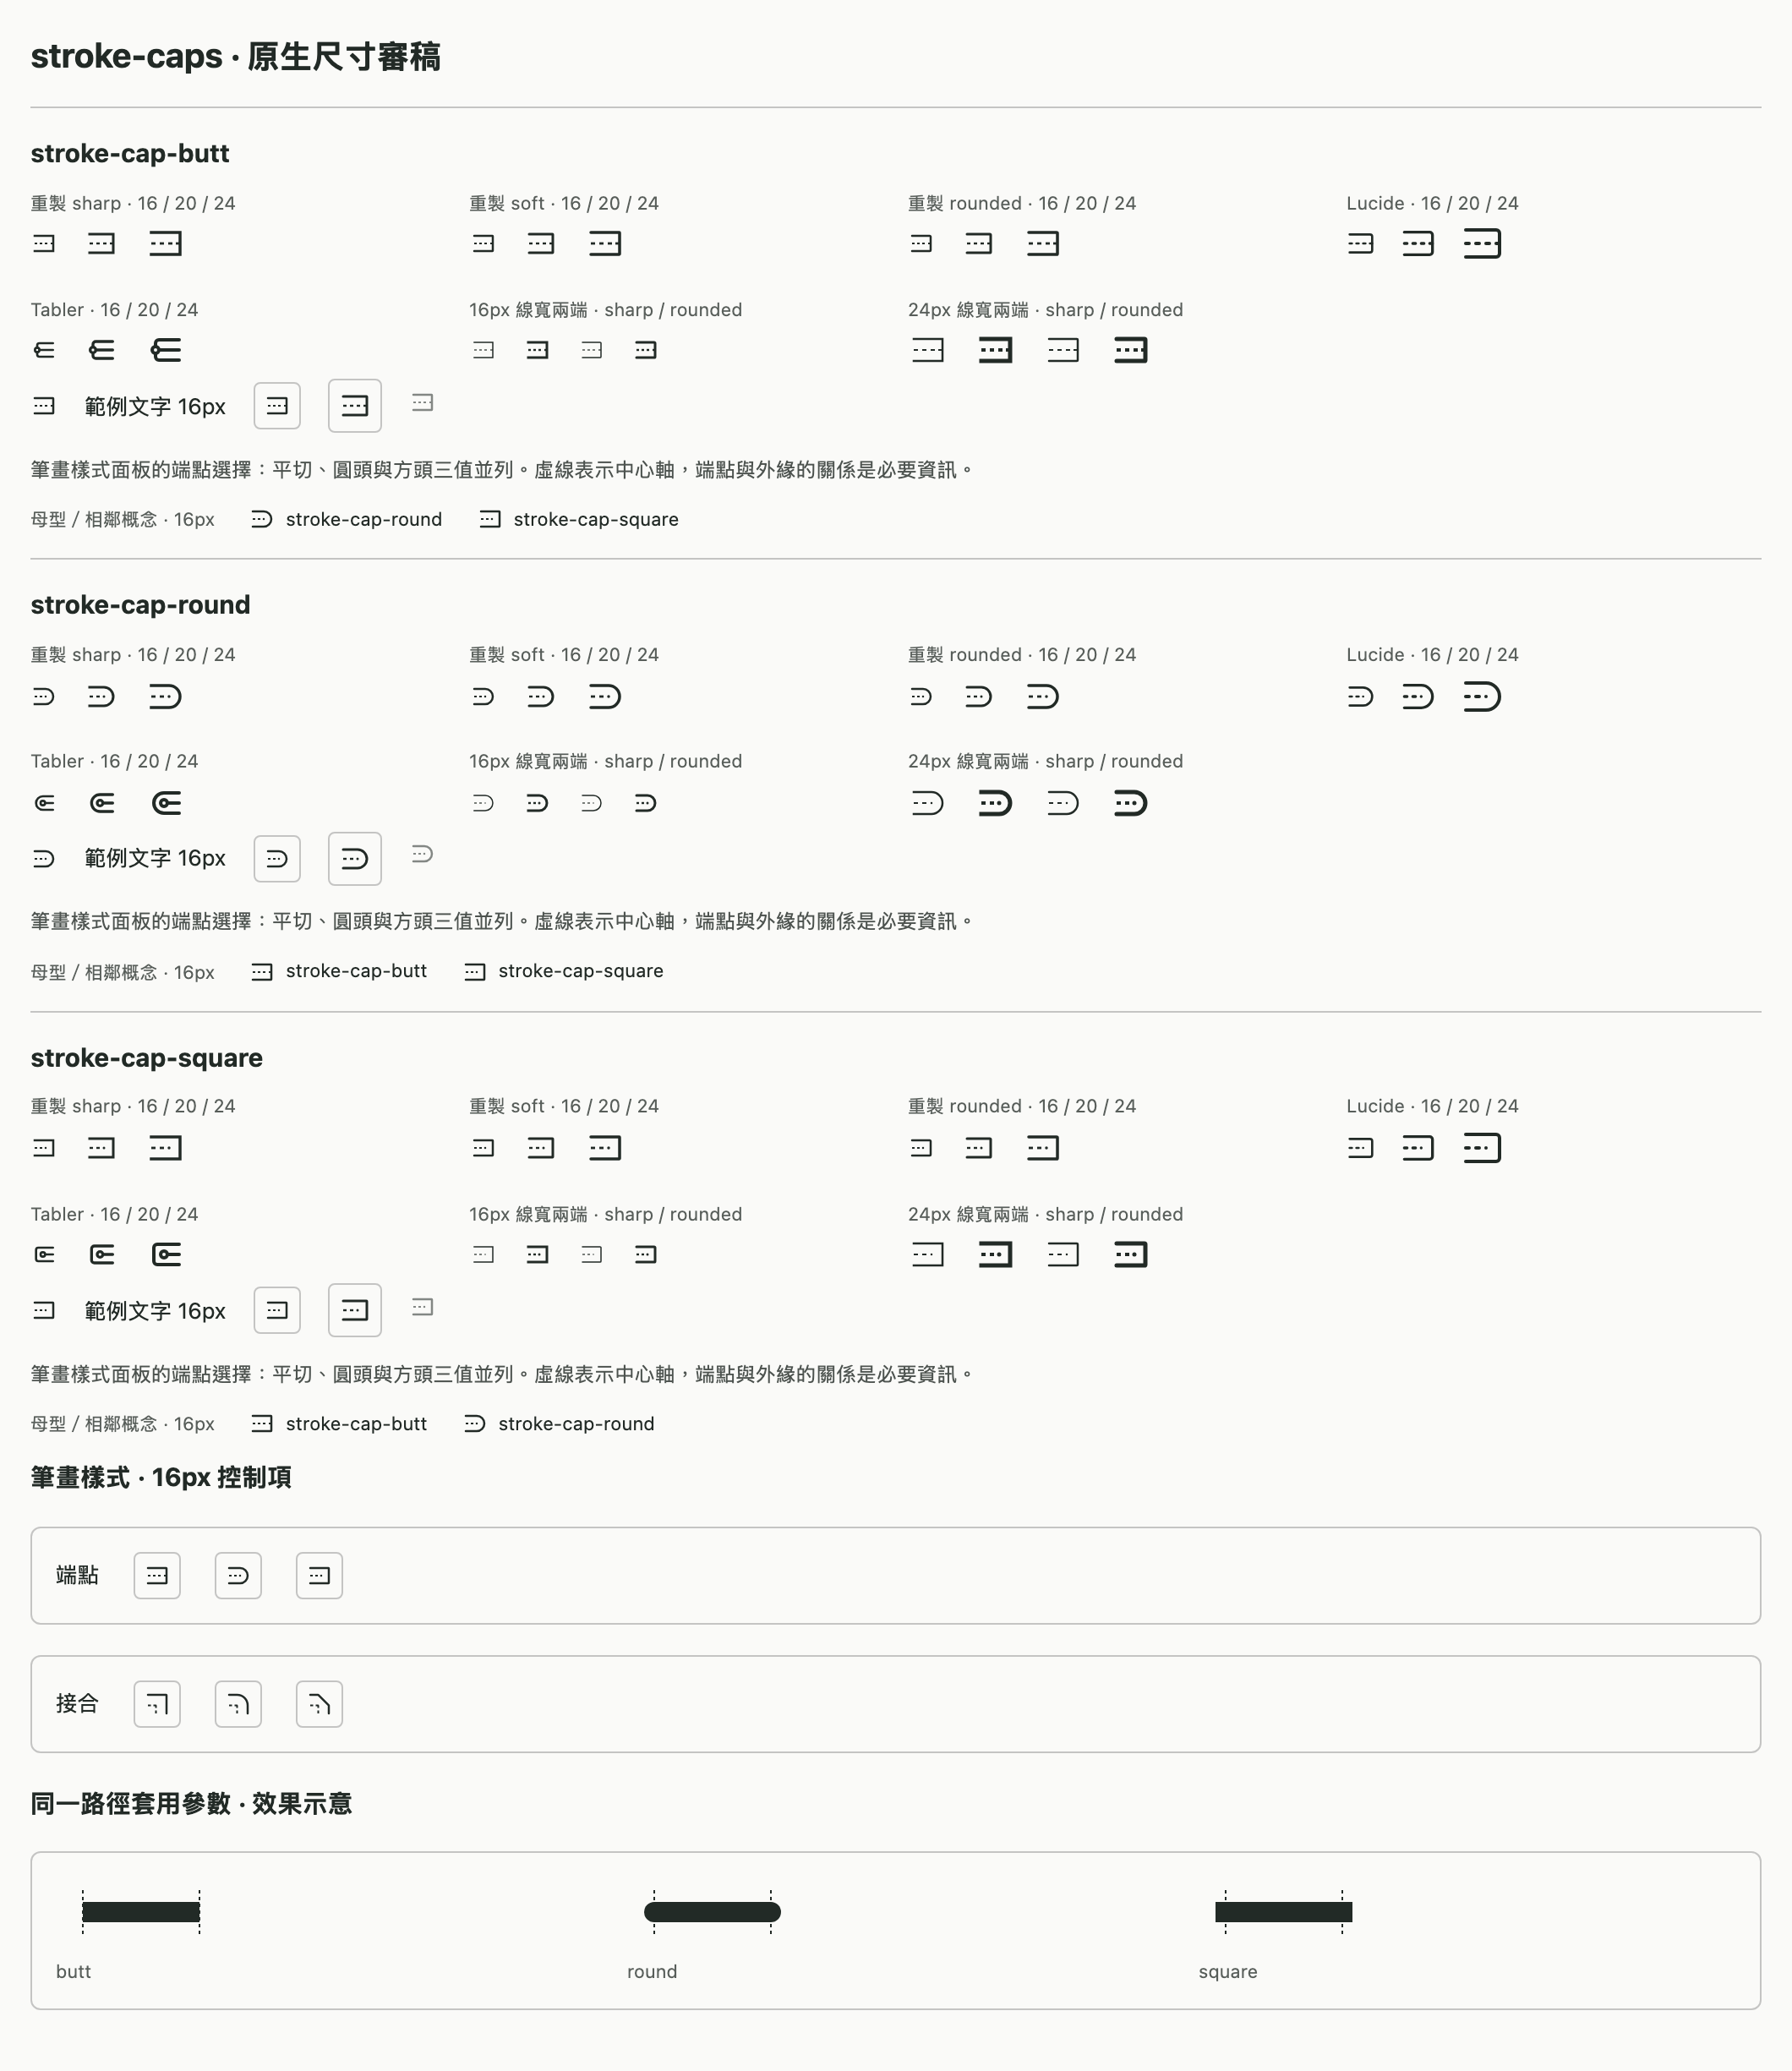 stroke-caps · 原生尺寸審稿
stroke-cap-butt
重製 sharp · 16 / 20 / 24
重製 soft · 16 / 20 / 24
重製 rounded · 16 / 20 / 24
Lucide · 16 / 20 / 24
Tabler · 16 / 20 / 24
16px 線寬兩端 · sharp / rounded
24px 線寬兩端 · sharp / rounded
範例文字 16px
筆畫樣式面板的端點選擇：平切、圓頭與方頭三值並列。虛線表示中心軸，端點與外緣的關係是必要資訊。
母型 / 相鄰概念 · 16px
stroke-cap-round
stroke-cap-square
stroke-cap-round
重製 sharp · 16 / 20 / 24
重製 soft · 16 / 20 / 24
重製 rounded · 16 / 20 / 24
Lucide · 16 / 20 / 24
Tabler · 16 / 20 / 24
16px 線寬兩端 · sharp / rounded
24px 線寬兩端 · sharp / rounded
範例文字 16px
筆畫樣式面板的端點選擇：平切、圓頭與方頭三值並列。虛線表示中心軸，端點與外緣的關係是必要資訊。
母型 / 相鄰概念 · 16px
stroke-cap-butt
stroke-cap-square
stroke-cap-square
重製 sharp · 16 / 20 / 24
重製 soft · 16 / 20 / 24
重製 rounded · 16 / 20 / 24
Lucide · 16 / 20 / 24
Tabler · 16 / 20 / 24
16px 線寬兩端 · sharp / rounded
24px 線寬兩端 · sharp / rounded
範例文字 16px
筆畫樣式面板的端點選擇：平切、圓頭與方頭三值並列。虛線表示中心軸，端點與外緣的關係是必要資訊。
母型 / 相鄰概念 · 16px
stroke-cap-butt
stroke-cap-round
筆畫樣式 · 16px 控制項
端點
接合
同一路徑套用參數 · 效果示意
butt
round
square